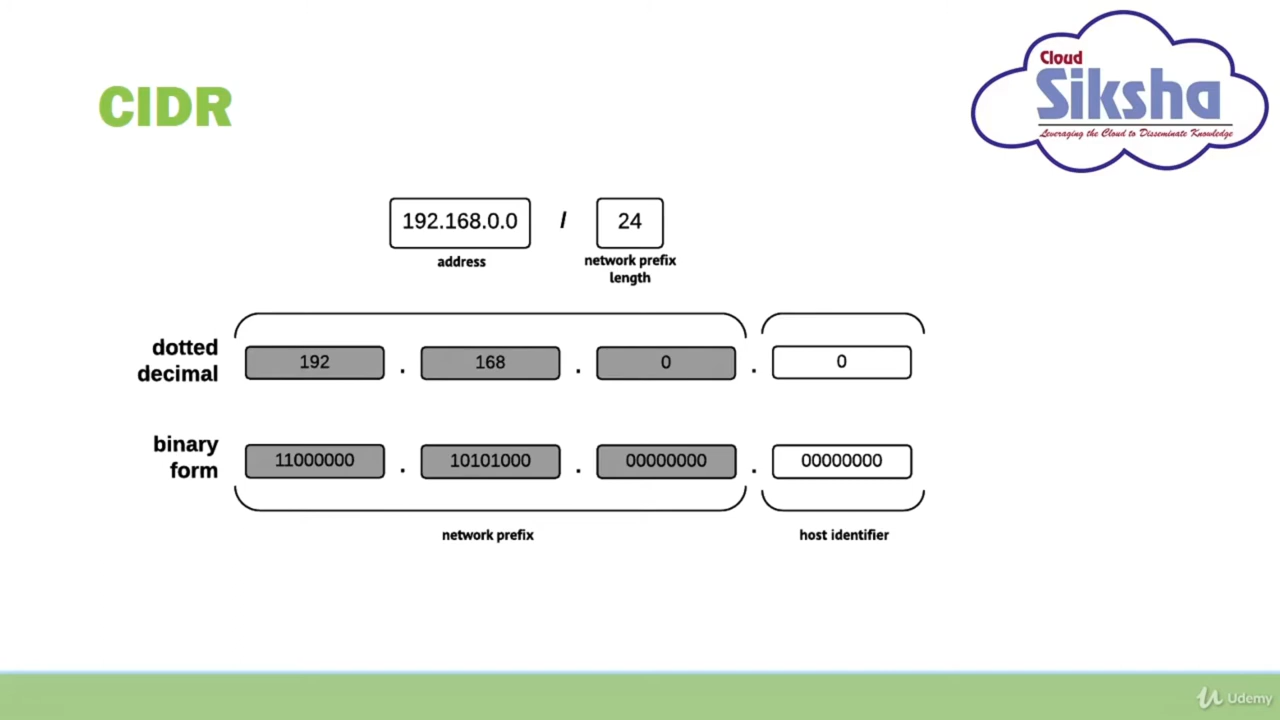 Cloud
Siksha
Leveraging the Cloud to Disseminate Knowledge
CIDR
192.168.0.0 / 24
address
network prefix
length
dotted
decimal
192 . 168 . 0 . 0
binary
form
11000000 . 10101000 . 00000000 . 00000000
network prefix
host identifier
Udemy